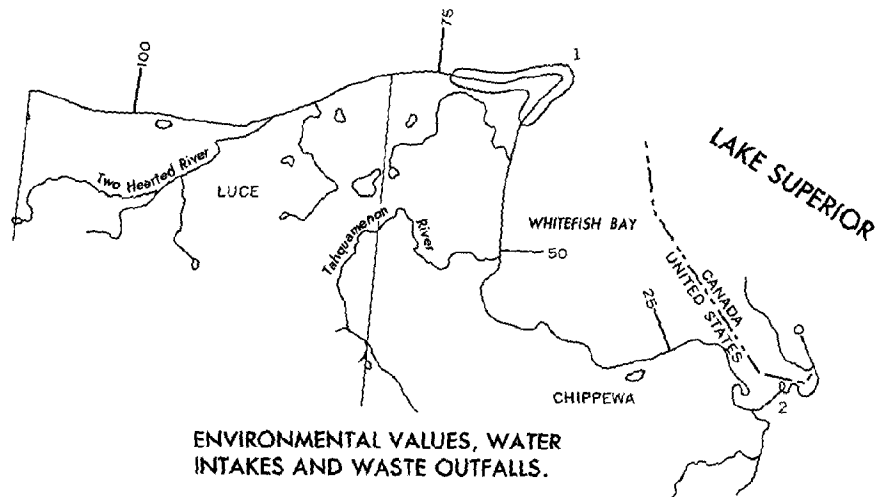 75
100
1
LAKE SUPERIOR
Two Hearted River
LUCE
Tahquamenon River
WHITEFISH BAY
50
CANADA
UNITED STATES
25
0
CHIPPEWA
2
ENVIRONMENTAL VALUES, WATER
INTAKES AND WASTE OUTFALLS.